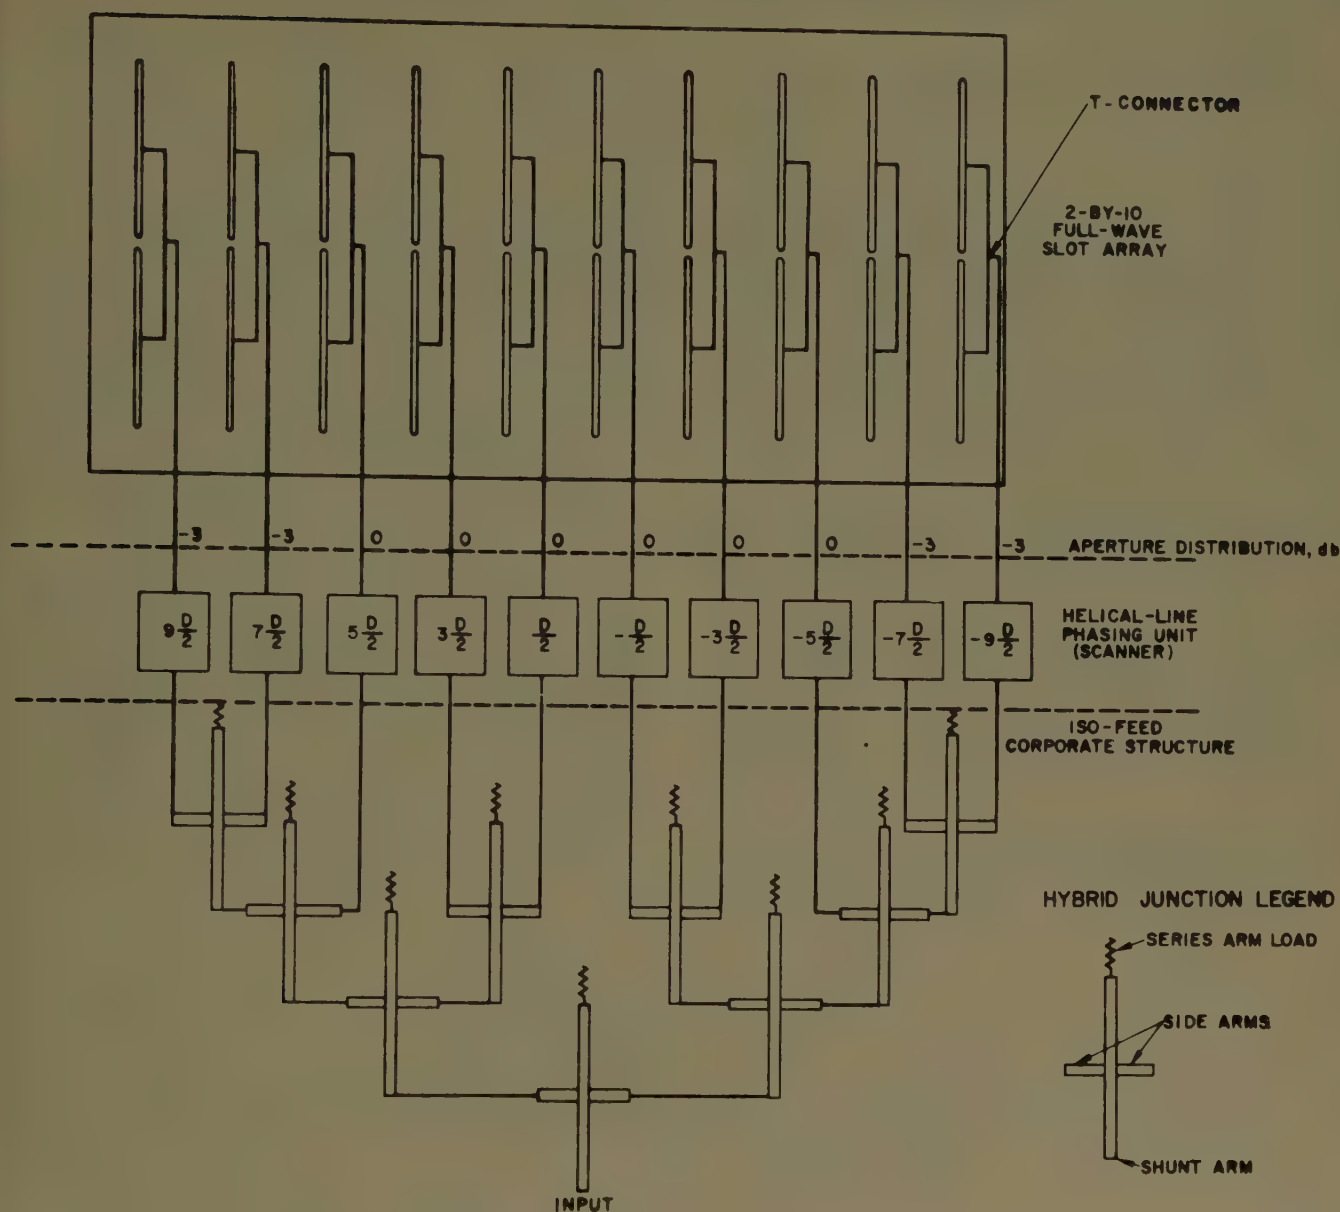 T-CONNECTOR
2-BY-10
FULL-WAVE
SLOT ARRAY
-3 -3 0 0 0 0 0 0 -3 -3
APERTURE DISTRIBUTION, db
9 D/2 7 D/2 5 D/2 3 D/2 D/2 -D/2 -3 D/2 -5 D/2 -7 D/2 -9 D/2
HELICAL-LINE
PHASING UNIT
(SCANNER)
ISO-FEED
CORPORATE STRUCTURE
HYBRID JUNCTION LEGEND
SERIES ARM LOAD
SIDE ARMS
SHUNT ARM
INPUT